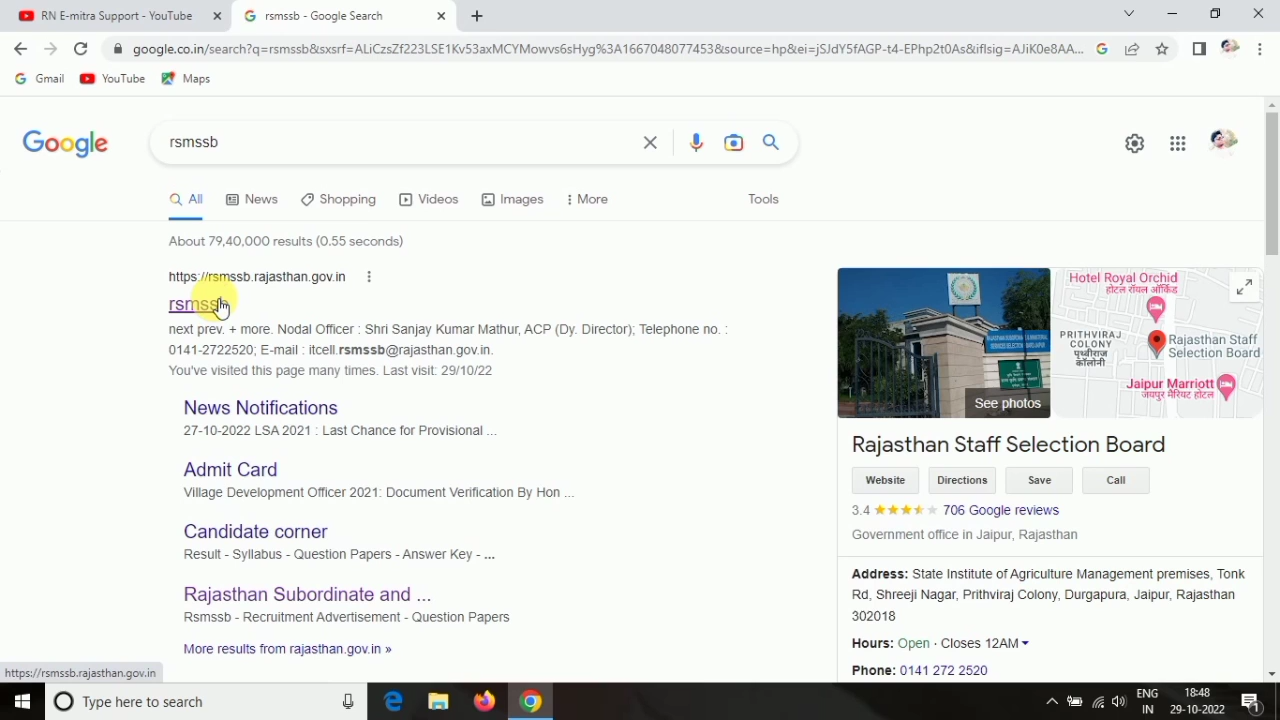 RN E-mitra Support - YouTube
rsmssb - Google Search
google.co.in/search?q=rsmssb&sxsrf=ALiCzsZf223LSE1Kv53axMCYMowvs6sHyg%3A1667048077453&source=hp&ei=jSJdY5fAGP-t4-EPhp2t0As&iflsig=AJiK0e8AA...
Gmail YouTube Maps
Google
rsmssb
All News Shopping Videos Images More Tools
About 79,40,000 results (0.55 seconds)
https://rsmssb.rajasthan.gov.in
next prev. + more. Nodal Officer : Shri Sanjay Kumar Mathur, ACP (Dy. Director); Telephone no. :
0141-2722520; E-mail : itcell.rsmssb@rajasthan.gov.in.
You've visited this page many times. Last visit: 29/10/22
News Notifications
27-10-2022 LSA 2021 : Last Chance for Provisional ...
Admit Card
Village Development Officer 2021: Document Verification By Hon ...
Candidate corner
Result - Syllabus - Question Papers - Answer Key - ...
Rajasthan Subordinate and ...
Rsmssb - Recruitment Advertisement - Question Papers
More results from rajasthan.gov.in »
See photos
Hotel Royal Orchid
होटल रॉयल ऑर्किड
PRITHVIRAJ
COLONY
पृथ्वीराज
कॉलोनी
Rajasthan Staff
Selection Board
Jaipur Marriott
जयपुर मैरियट होटल
Rajasthan Staff Selection Board
Website Directions Save Call
3.4 706 Google reviews
Government office in Jaipur, Rajasthan
Address: State Institute of Agriculture Management premises, Tonk
Rd, Shreeji Nagar, Prithviraj Colony, Durgapura, Jaipur, Rajasthan
302018
Hours: Open · Closes 12AM
Phone: 0141 272 2520
https://rsmssb.rajasthan.gov.in
Type here to search
ENG
IN
18:48
29-10-2022
1